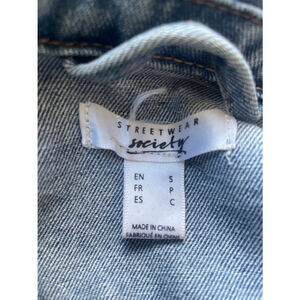 STREETWEAR
society
EN S
FR P
ES C
MADE IN CHINA
FABRIQUÉ EN CHINE